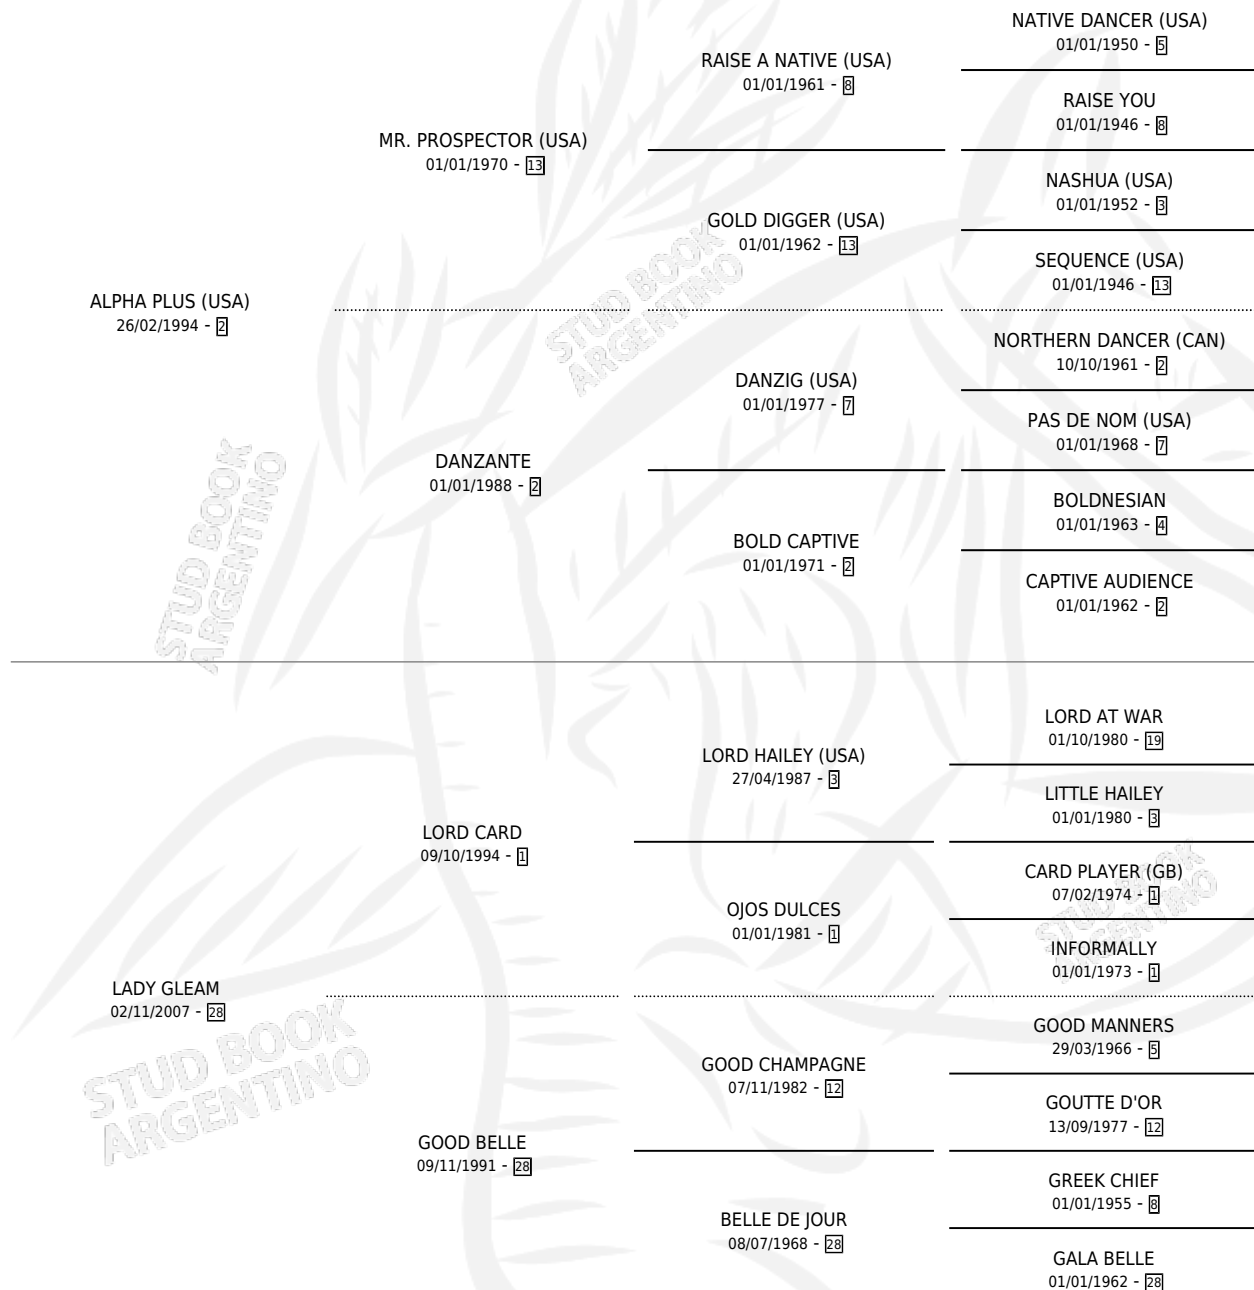 NATIVE DANCER (USA)
01/01/1950 - 5
RAISE A NATIVE (USA)
01/01/1961 - 8
RAISE YOU
01/01/1946 - 8
MR. PROSPECTOR (USA)
01/01/1970 - 13
NASHUA (USA)
01/01/1952 - 3
GOLD DIGGER (USA)
01/01/1962 - 13
SEQUENCE (USA)
01/01/1946 - 13
ALPHA PLUS (USA)
26/02/1994 - 2
STUD BOOK
ARGENTINO
NORTHERN DANCER (CAN)
10/10/1961 - 2
DANZIG (USA)
01/01/1977 - 7
PAS DE NOM (USA)
01/01/1968 - 7
DANZANTE
01/01/1988 - 2
BOLDNESIAN
01/01/1963 - 4
BOLD CAPTIVE
01/01/1971 - 2
CAPTIVE AUDIENCE
01/01/1962 - 2
STUD BOOK
ARGENTINO
LORD AT WAR
01/10/1980 - 19
LORD HAILEY (USA)
27/04/1987 - 3
LITTLE HAILEY
01/01/1980 - 3
LORD CARD
09/10/1994 - 1
CARD PLAYER (GB)
07/02/1974 - 1
OJOS DULCES
01/01/1981 - 1
STUD BOOK
ARGENTINO
INFORMALLY
01/01/1973 - 1
LADY GLEAM
02/11/2007 - 28
STUD BOOK
ARGENTINO
GOOD MANNERS
29/03/1966 - 5
GOOD CHAMPAGNE
07/11/1982 - 12
GOUTTE D'OR
13/09/1977 - 12
GOOD BELLE
09/11/1991 - 28
GREEK CHIEF
01/01/1955 - 8
BELLE DE JOUR
08/07/1968 - 28
GALA BELLE
01/01/1962 - 28